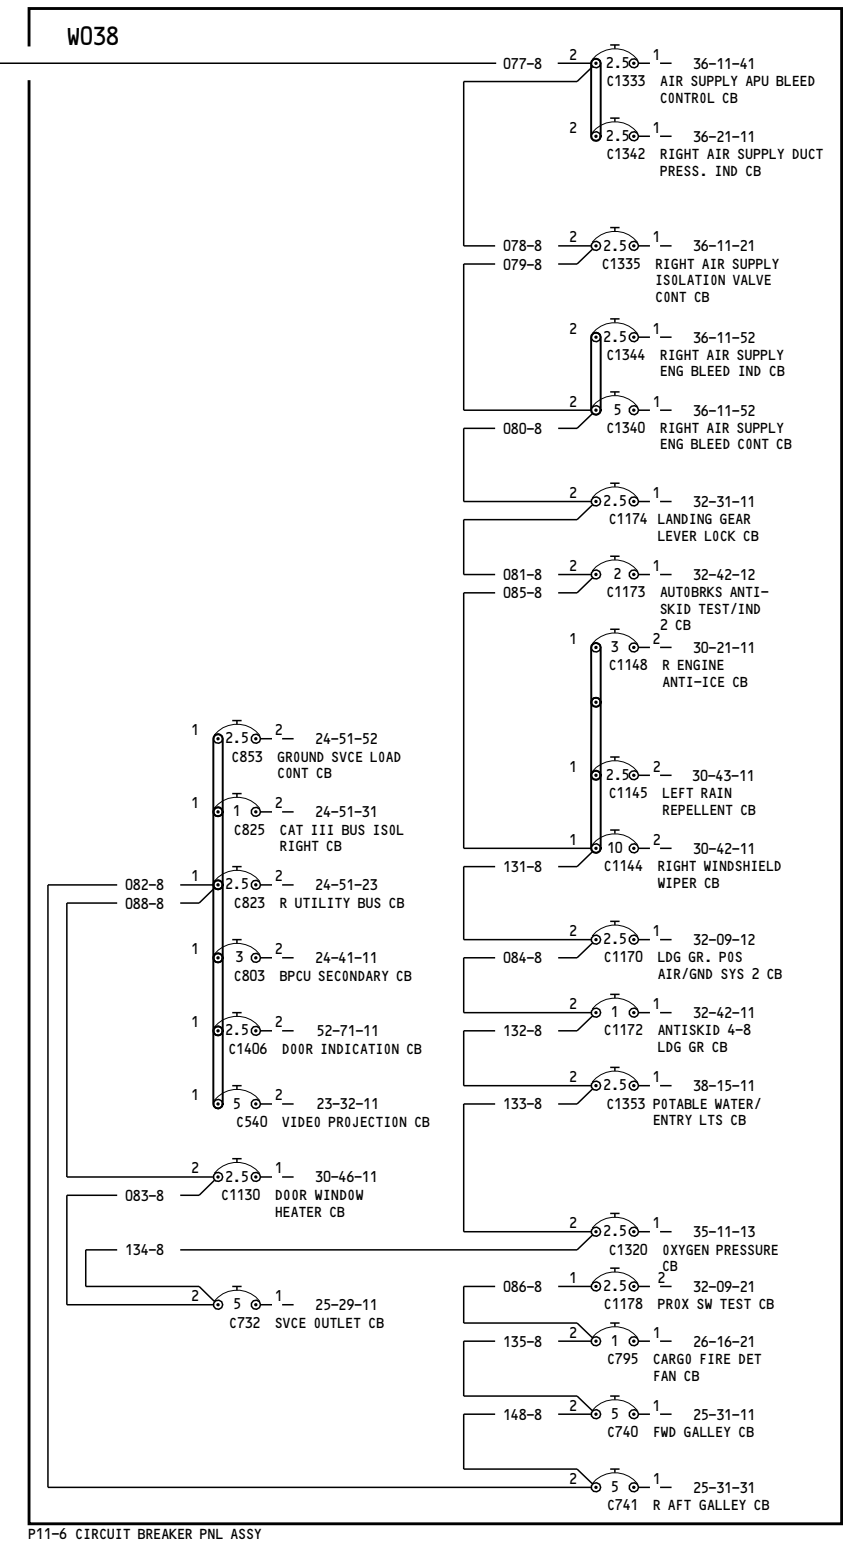 W038
077-8 2 2.5 1 36-11-41
C1333 AIR SUPPLY APU BLEED
CONTROL CB
2 2.5 1 36-21-11
C1342 RIGHT AIR SUPPLY DUCT
PRESS. IND CB
078-8 2 2.5 1 36-11-21
079-8 C1335 RIGHT AIR SUPPLY
ISOLATION VALVE
CONT CB
2 2.5 1 36-11-52
C1344 RIGHT AIR SUPPLY
ENG BLEED IND CB
2 5 1 36-11-52
080-8 C1340 RIGHT AIR SUPPLY
ENG BLEED CONT CB
2 2.5 1 32-31-11
C1174 LANDING GEAR
LEVER LOCK CB
081-8 2 2 1 32-42-12
085-8 C1173 AUTOBRKS ANTI-
SKID TEST/IND
2 CB
1 3 2 30-21-11
C1148 R ENGINE
ANTI-ICE CB
1 2.5 2 30-43-11
C1145 LEFT RAIN
REPELLENT CB
1 10 2 30-42-11
131-8 C1144 RIGHT WINDSHIELD
WIPER CB
2 2.5 1 32-09-12
084-8 C1170 LDG GR. POS
AIR/GND SYS 2 CB
2 1 1 32-42-11
132-8 C1172 ANTISKID 4-8
LDG GR CB
2 2.5 1 38-15-11
133-8 C1353 POTABLE WATER/
ENTRY LTS CB
2 2.5 1 35-11-13
C1320 OXYGEN PRESSURE
CB
086-8 1 2.5 2 32-09-21
C1178 PROX SW TEST CB
135-8 2 1 1 26-16-21
C795 CARGO FIRE DET
FAN CB
148-8 2 5 1 25-31-11
C740 FWD GALLEY CB
2 5 1 25-31-31
C741 R AFT GALLEY CB
1 2.5 2 24-51-52
C853 GROUND SVCE LOAD
CONT CB
1 1 2 24-51-31
C825 CAT III BUS ISOL
RIGHT CB
082-8 1 2.5 2 24-51-23
088-8 C823 R UTILITY BUS CB
1 3 2 24-41-11
C803 BPCU SECONDARY CB
1 2.5 2 52-71-11
C1406 DOOR INDICATION CB
1 5 2 23-32-11
C540 VIDEO PROJECTION CB
2 2.5 1 30-46-11
083-8 C1130 DOOR WINDOW
HEATER CB
134-8
2 5 1 25-29-11
C732 SVCE OUTLET CB
P11-6 CIRCUIT BREAKER PNL ASSY